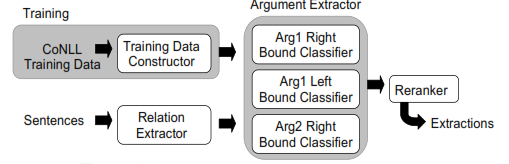 Training
CoNLL
Training Data
Training Data
Constructor
Sentences
Relation
Extractor
Argument Extractor
Arg1 Right
Bound Classifier
Arg1 Left
Bound Classifier
Arg2 Right
Bound Classifier
Reranker
Extractions